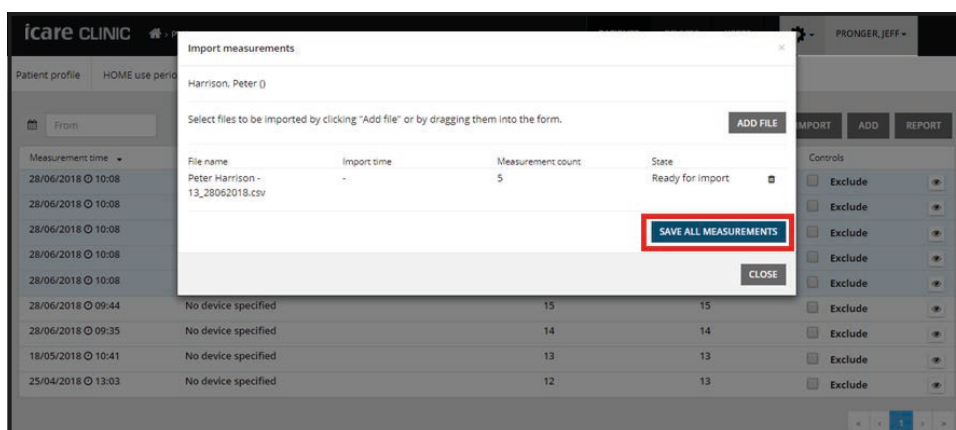 icare CLINIC
PRONGER, JEFF
Import measurements
×
Patient profile HOME use perio
Harrison, Peter ()
Select files to be imported by clicking "Add file" or by dragging them into the form.
ADD FILE
From
IMPORT ADD REPORT
Measurement time
Controls
File name Import time Measurement count State
Peter Harrison - - 5 Ready for import
13_28062018.csv
SAVE ALL MEASUREMENTS
CLOSE
28/06/2018 10:08 Exclude
28/06/2018 10:08 Exclude
28/06/2018 10:08 Exclude
28/06/2018 10:08 Exclude
28/06/2018 10:08 Exclude
28/06/2018 09:44 No device specified 15 15 Exclude
28/06/2018 09:35 No device specified 14 14 Exclude
18/05/2018 10:41 No device specified 13 13 Exclude
25/04/2018 13:03 No device specified 12 13 Exclude
« ‹ 1 › »